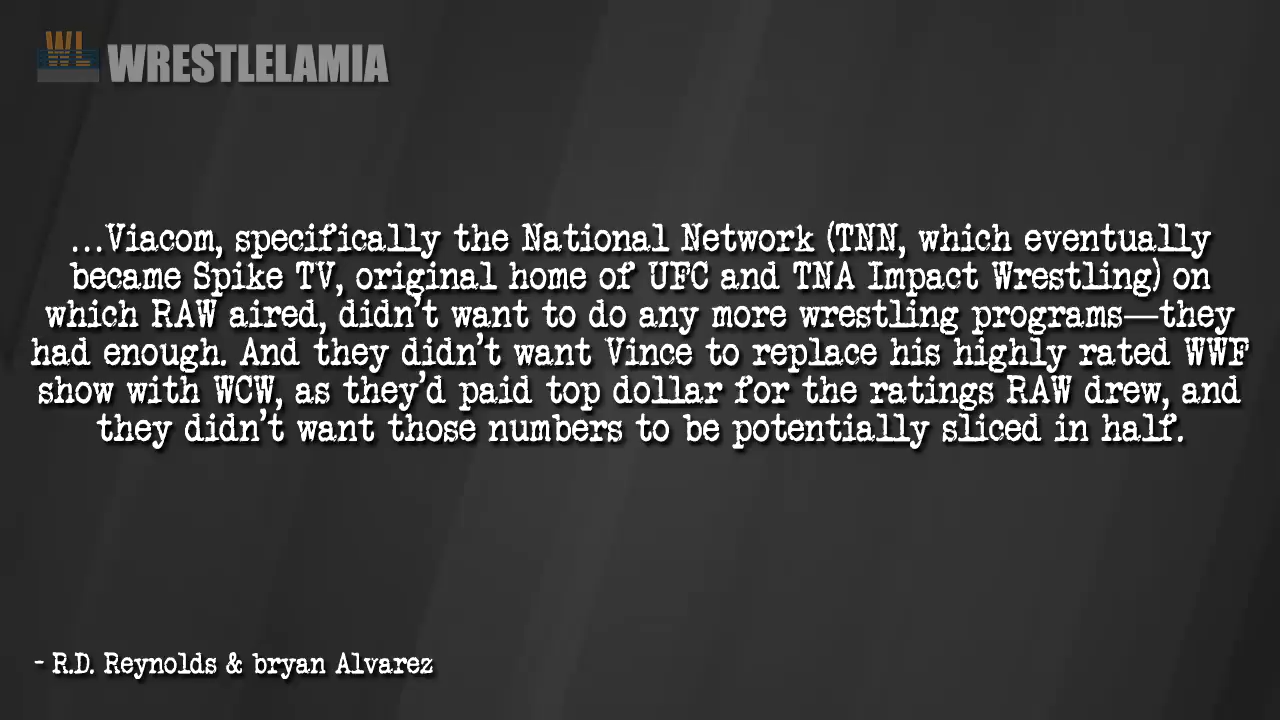 WL WRESTLELAMIA
...Viacom, specifically the National Network (TNN, which eventually
became Spike TV, original home of UFC and TNA Impact Wrestling) on
which RAW aired, didn't want to do any more wrestling programs—they
had enough. And they didn't want Vince to replace his highly rated WWF
show with WCW, as they'd paid top dollar for the ratings RAW drew, and
they didn't want those numbers to be potentially sliced in half.
- R.D. Reynolds & bryan Alvarez